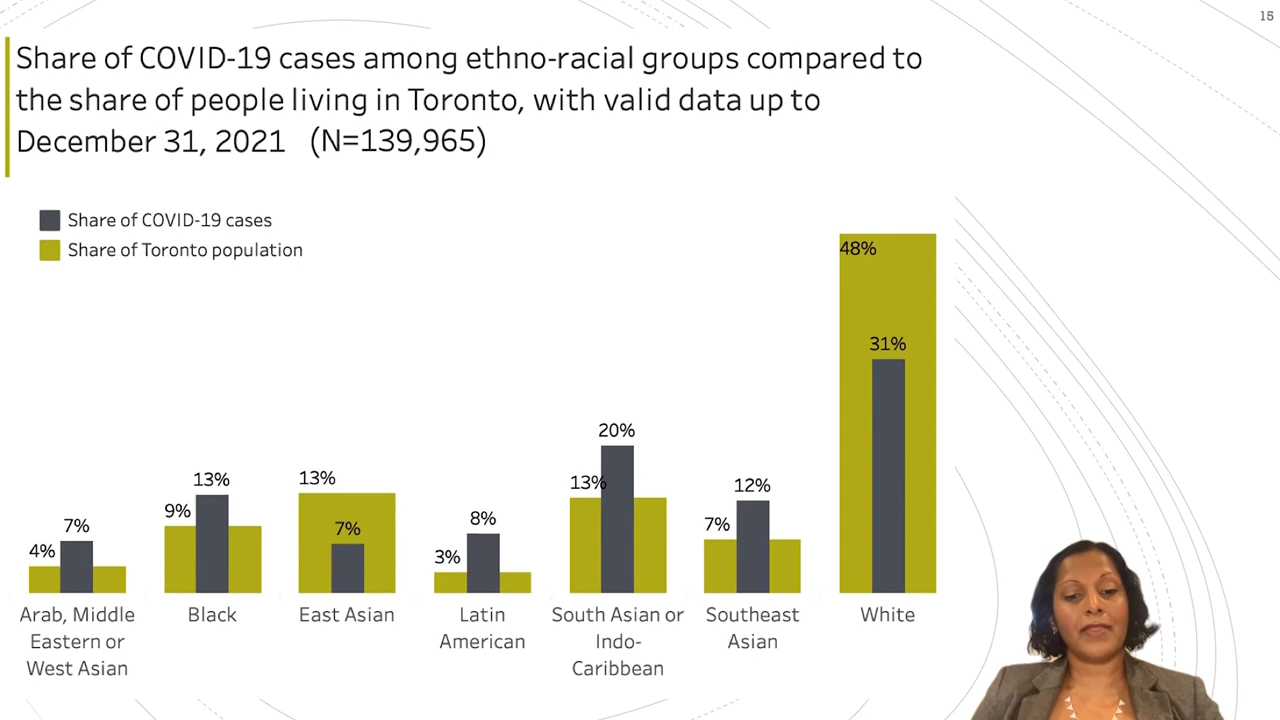 15
Share of COVID-19 cases among ethno-racial groups compared to
the share of people living in Toronto, with valid data up to
December 31, 2021 (N=139,965)
Share of COVID-19 cases
Share of Toronto population
48%
31%
20%
13%
13%
13%
12%
9%
7%
7%
8%
7%
4%
3%
Arab, Middle
Eastern or
West Asian
Black
East Asian
Latin
American
South Asian or
Indo-
Caribbean
Southeast
Asian
White